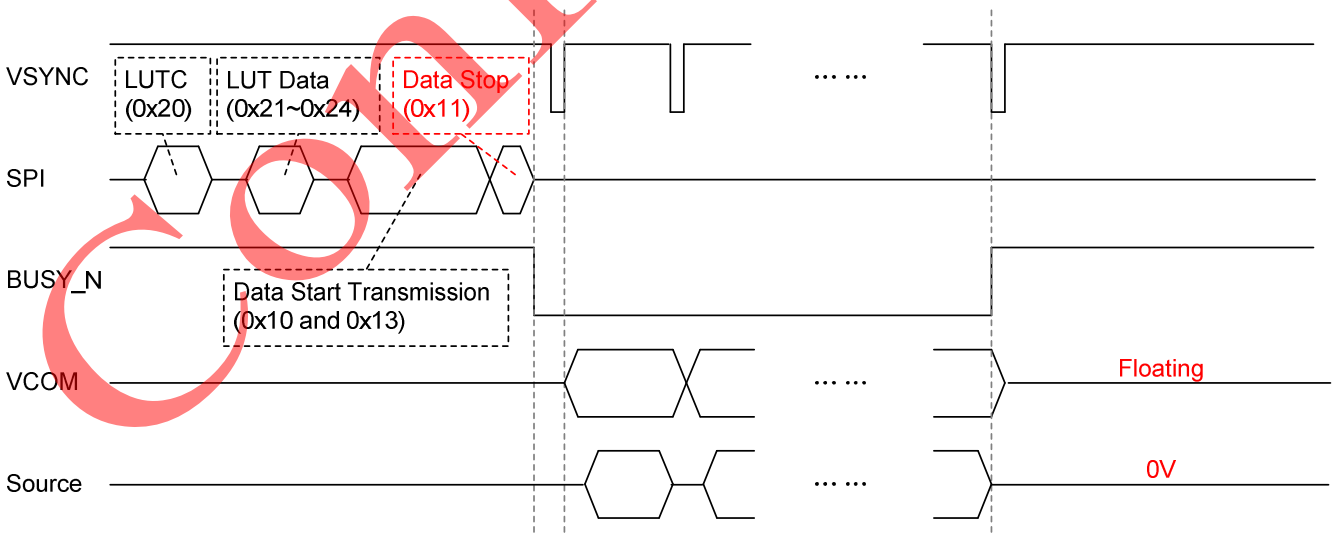 VSYNC
LUTC
(0x20)
LUT Data
(0x21~0x24)
Data Stop
(0x11)
... ...
SPI
BUSY_N
Data Start Transmission
(0x10 and 0x13)
VCOM
... ...
Floating
Source
... ...
0V